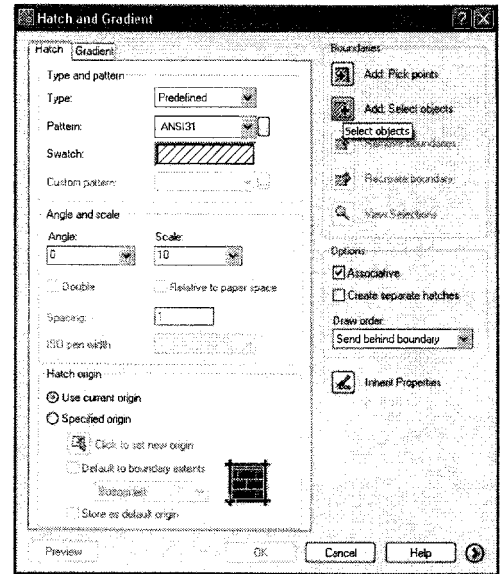 Hatch and Gradient
Hatch Gradient
Type and pattern
Type: Predefined
Pattern: ANSI31
Swatch:
Custom pattern:
Angle and scale
Angle: Scale:
0 10
Double Relative to paper space
Spacing: 1
ISO pen width
Hatch origin
Use current origin
Specified origin
Click to set new origin
Default to boundary extents
Bottom left
Store as default origin
Preview OK Cancel Help
Boundaries
Add: Pick points
Add: Select objects
Select objects
Remove boundaries
Recreate boundary
View Selections
Options
Associative
Create separate hatches
Draw order:
Send behind boundary
Inherit Properties